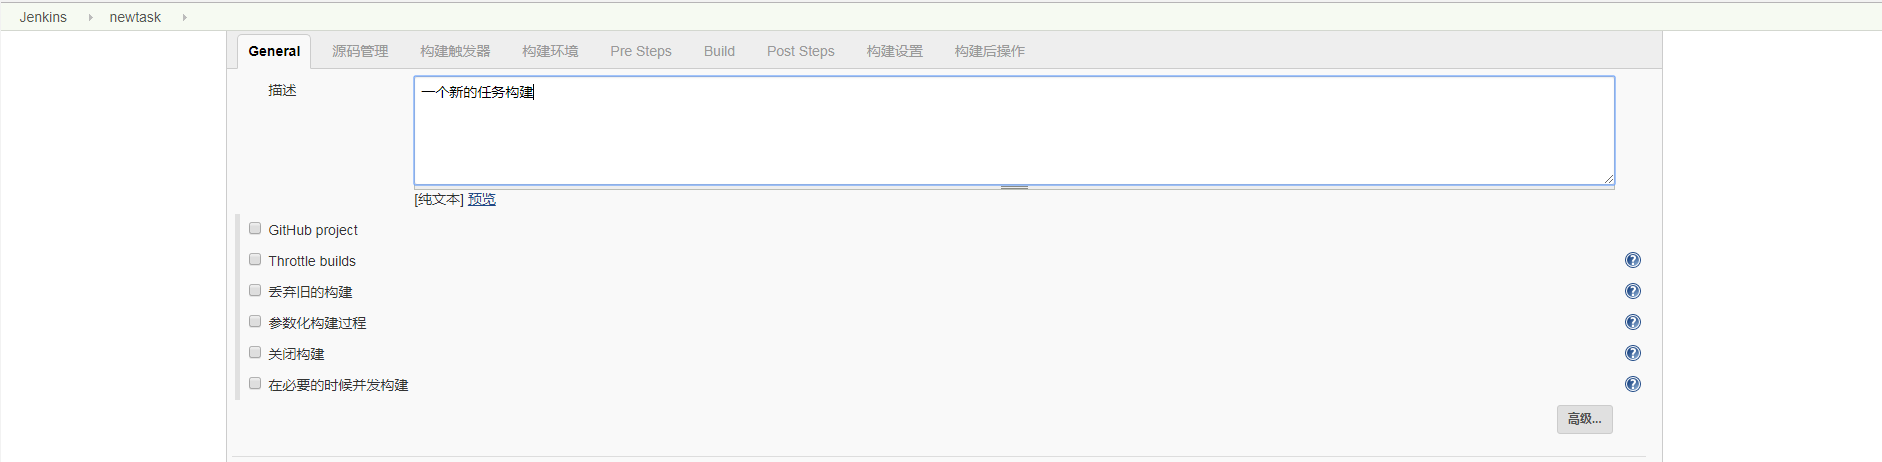 Jenkins newtask
General 源码管理 构建触发器 构建环境 Pre Steps Build Post Steps 构建设置 构建后操作
描述
一个新的任务构建
[纯文本] 预览
GitHub project
Throttle builds
丢弃旧的构建
参数化构建过程
关闭构建
在必要的时候并发构建
高级...